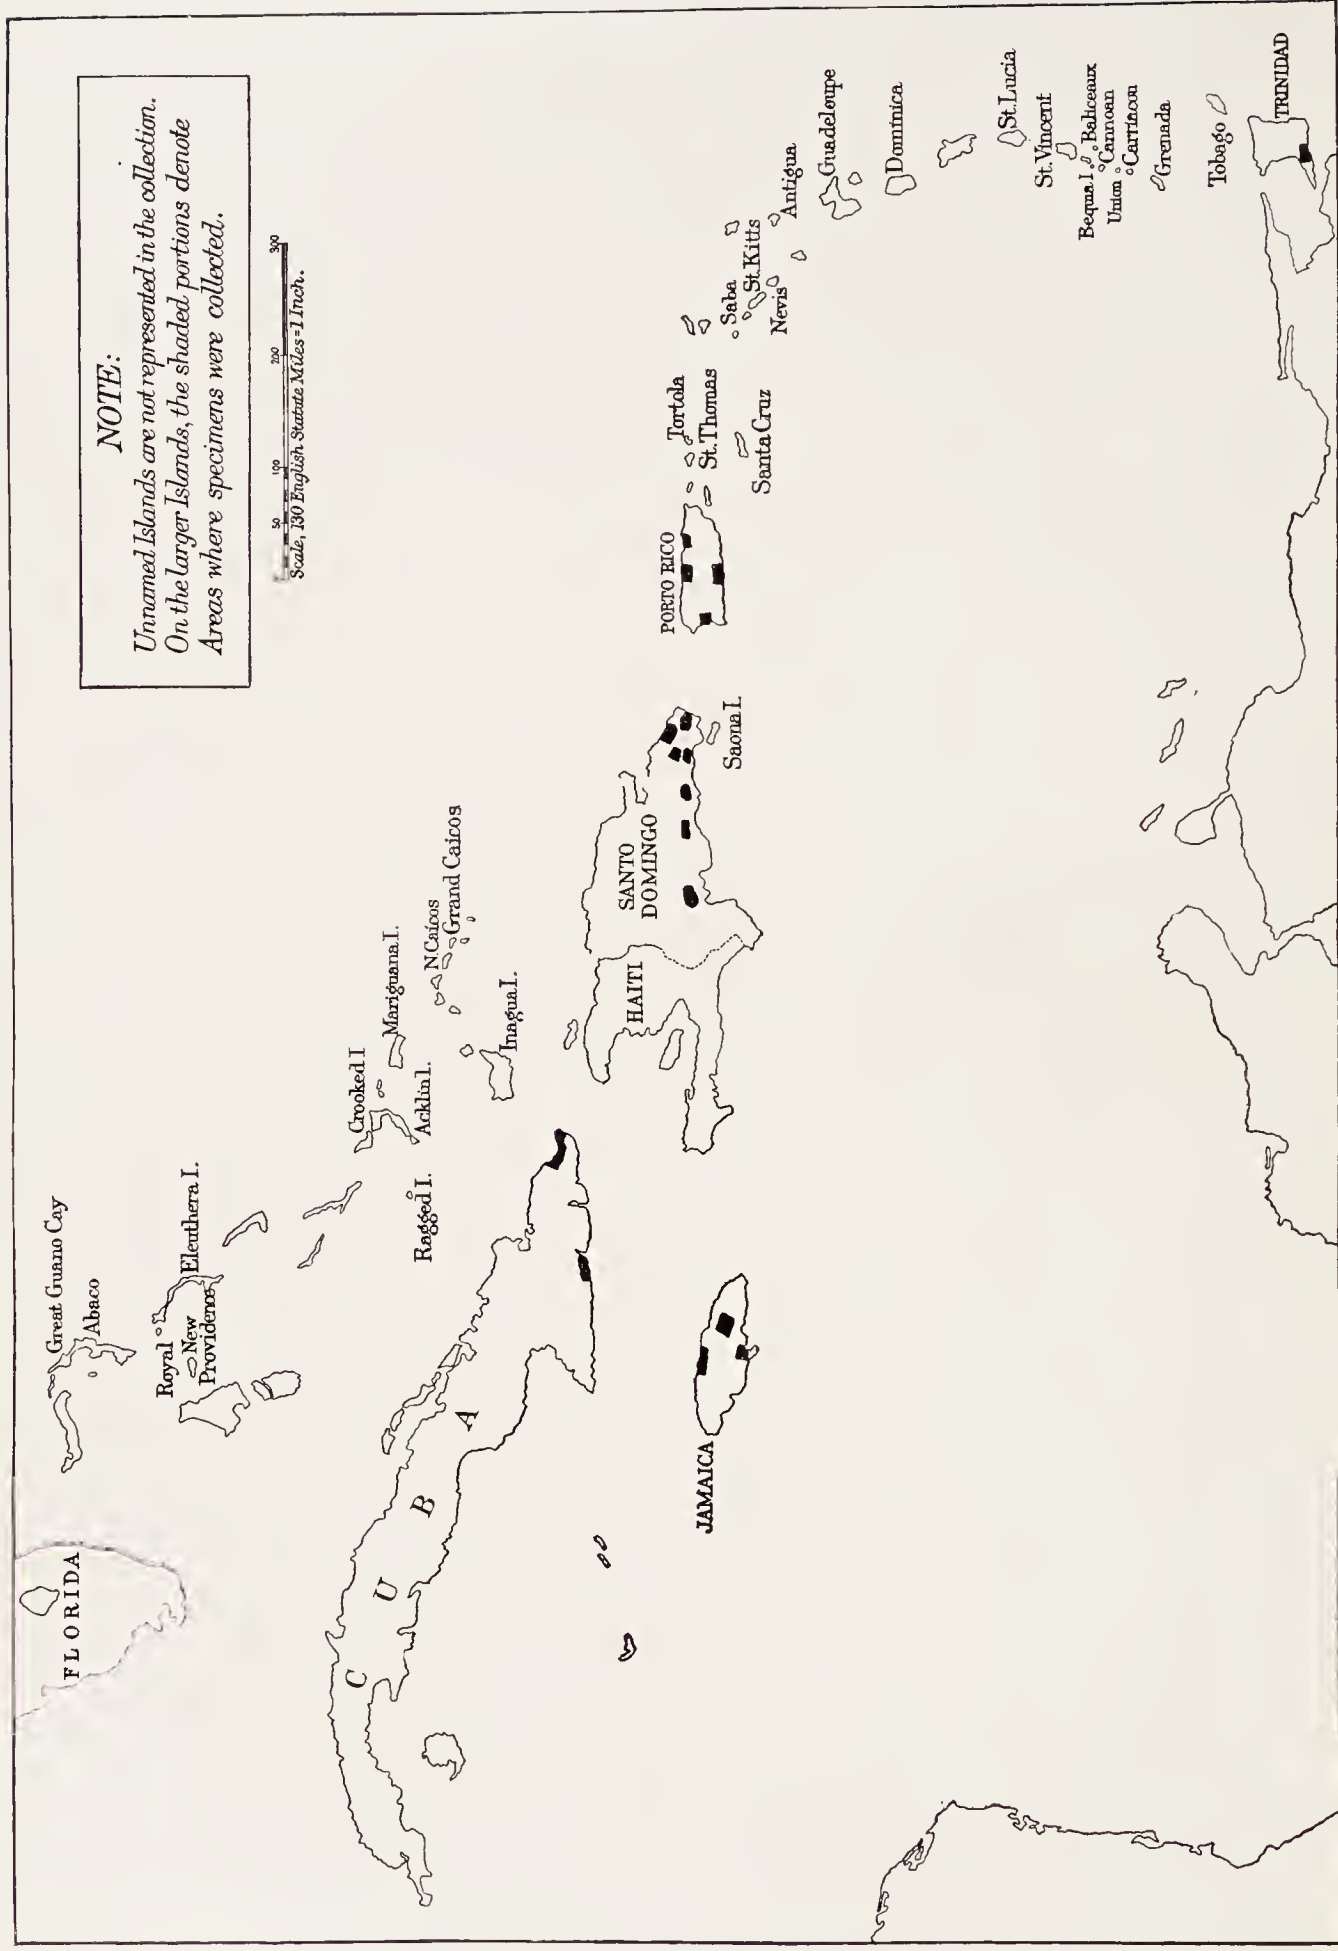 NOTE:
Unnamed Islands are not represented in the collection.
On the larger Islands, the shaded portions denote
Areas where specimens were collected.
50 100 200 300
Scale, 130 English Statute Miles = 1 Inch.
FLORIDA
Great Guano Cay
Abaco
Royal I.
New
Providence
Eleuthera I.
Crooked I
Mariguana I.
Acklin I.
Ragged I.
N. Caicos
Grand Caicos
Inagua I.
CUBA
JAMAICA
HAITI
SANTO
DOMINGO
Saona I.
PORTO RICO
Tortola
St. Thomas
Santa Cruz
Saba
St. Kitts
Nevis
Antigua
Guadeloupe
Dominica
St. Lucia
St. Vincent
Bequia I.
Baliceaux
Cannoan
Union
Carriacou
Grenada
Tobago
TRINIDAD